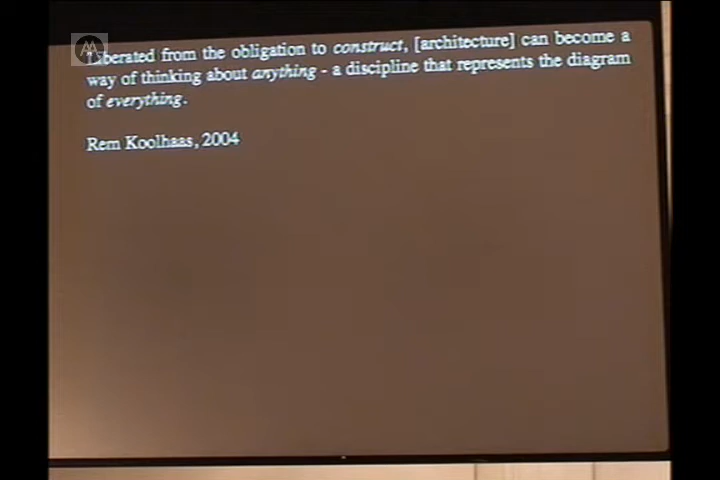 Liberated from the obligation to construct, [architecture] can become a
way of thinking about anything - a discipline that represents the diagram
of everything.
Rem Koolhaas, 2004